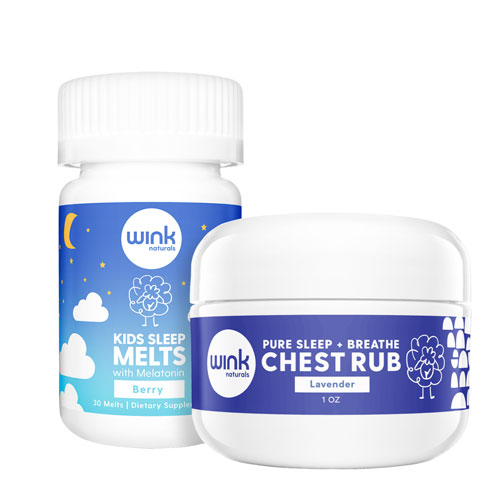 wink
naturals
KIDS SLEEP
MELTS
with Melatonin
Berry
30 Melts | Dietary Supple
wink
naturals
PURE SLEEP + BREATHE
CHEST RUB
Lavender
1 OZ